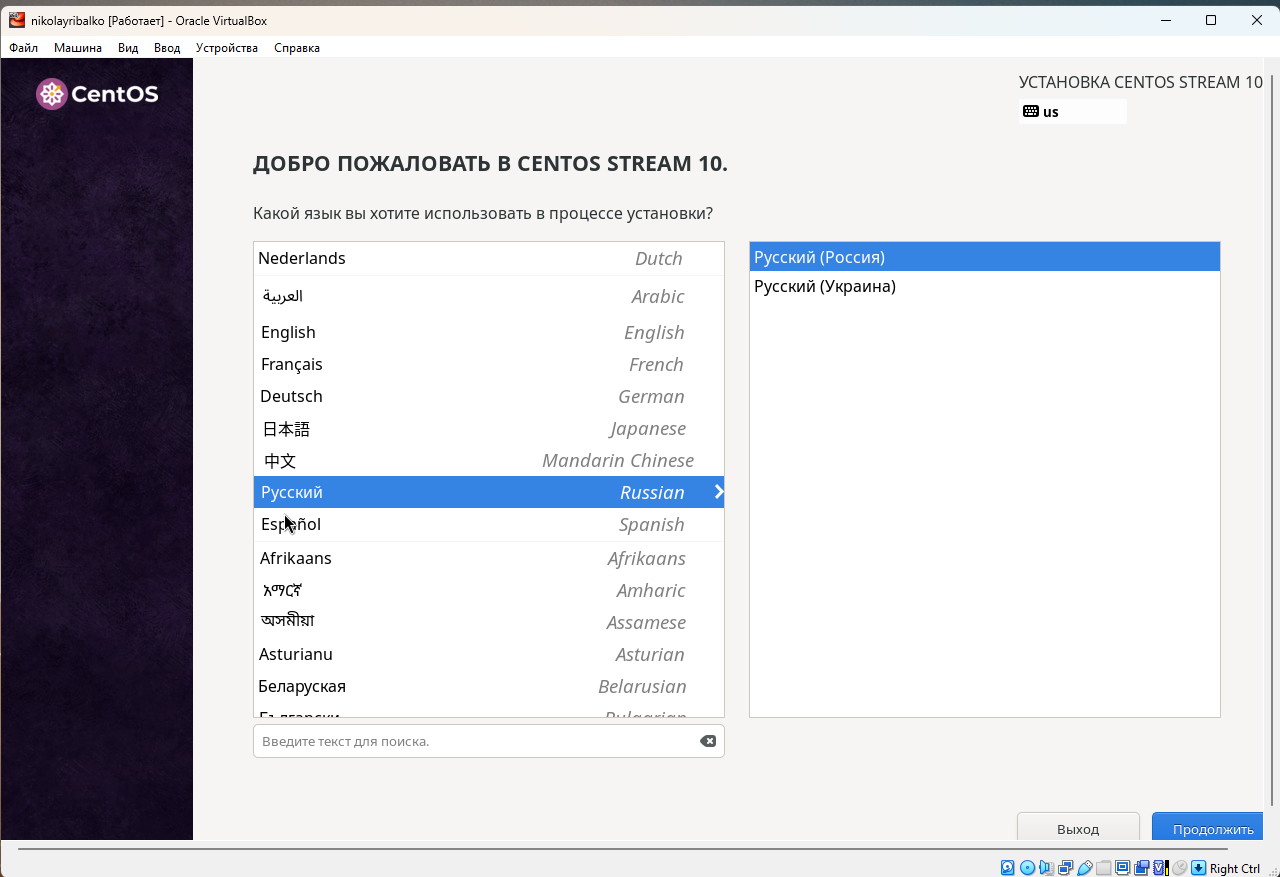 nikolayribalko [Работает] - Oracle VirtualBox
Файл Машина Вид Ввод Устройства Справка
CentOS
УСТАНОВКА CENTOS STREAM 10
us
ДОБРО ПОЖАЛОВАТЬ В CENTOS STREAM 10.
Какой язык вы хотите использовать в процессе установки?
Nederlands Dutch
العربية Arabic
English English
Français French
Deutsch German
日本語 Japanese
中文 Mandarin Chinese
Русский Russian
Español Spanish
Afrikaans Afrikaans
አማርኛ Amharic
অসমীয়া Assamese
Asturianu Asturian
Беларуская Belarusian
Български Bulgarian
Русский (Россия)
Русский (Украина)
Введите текст для поиска.
Выход Продолжить
Right Ctrl